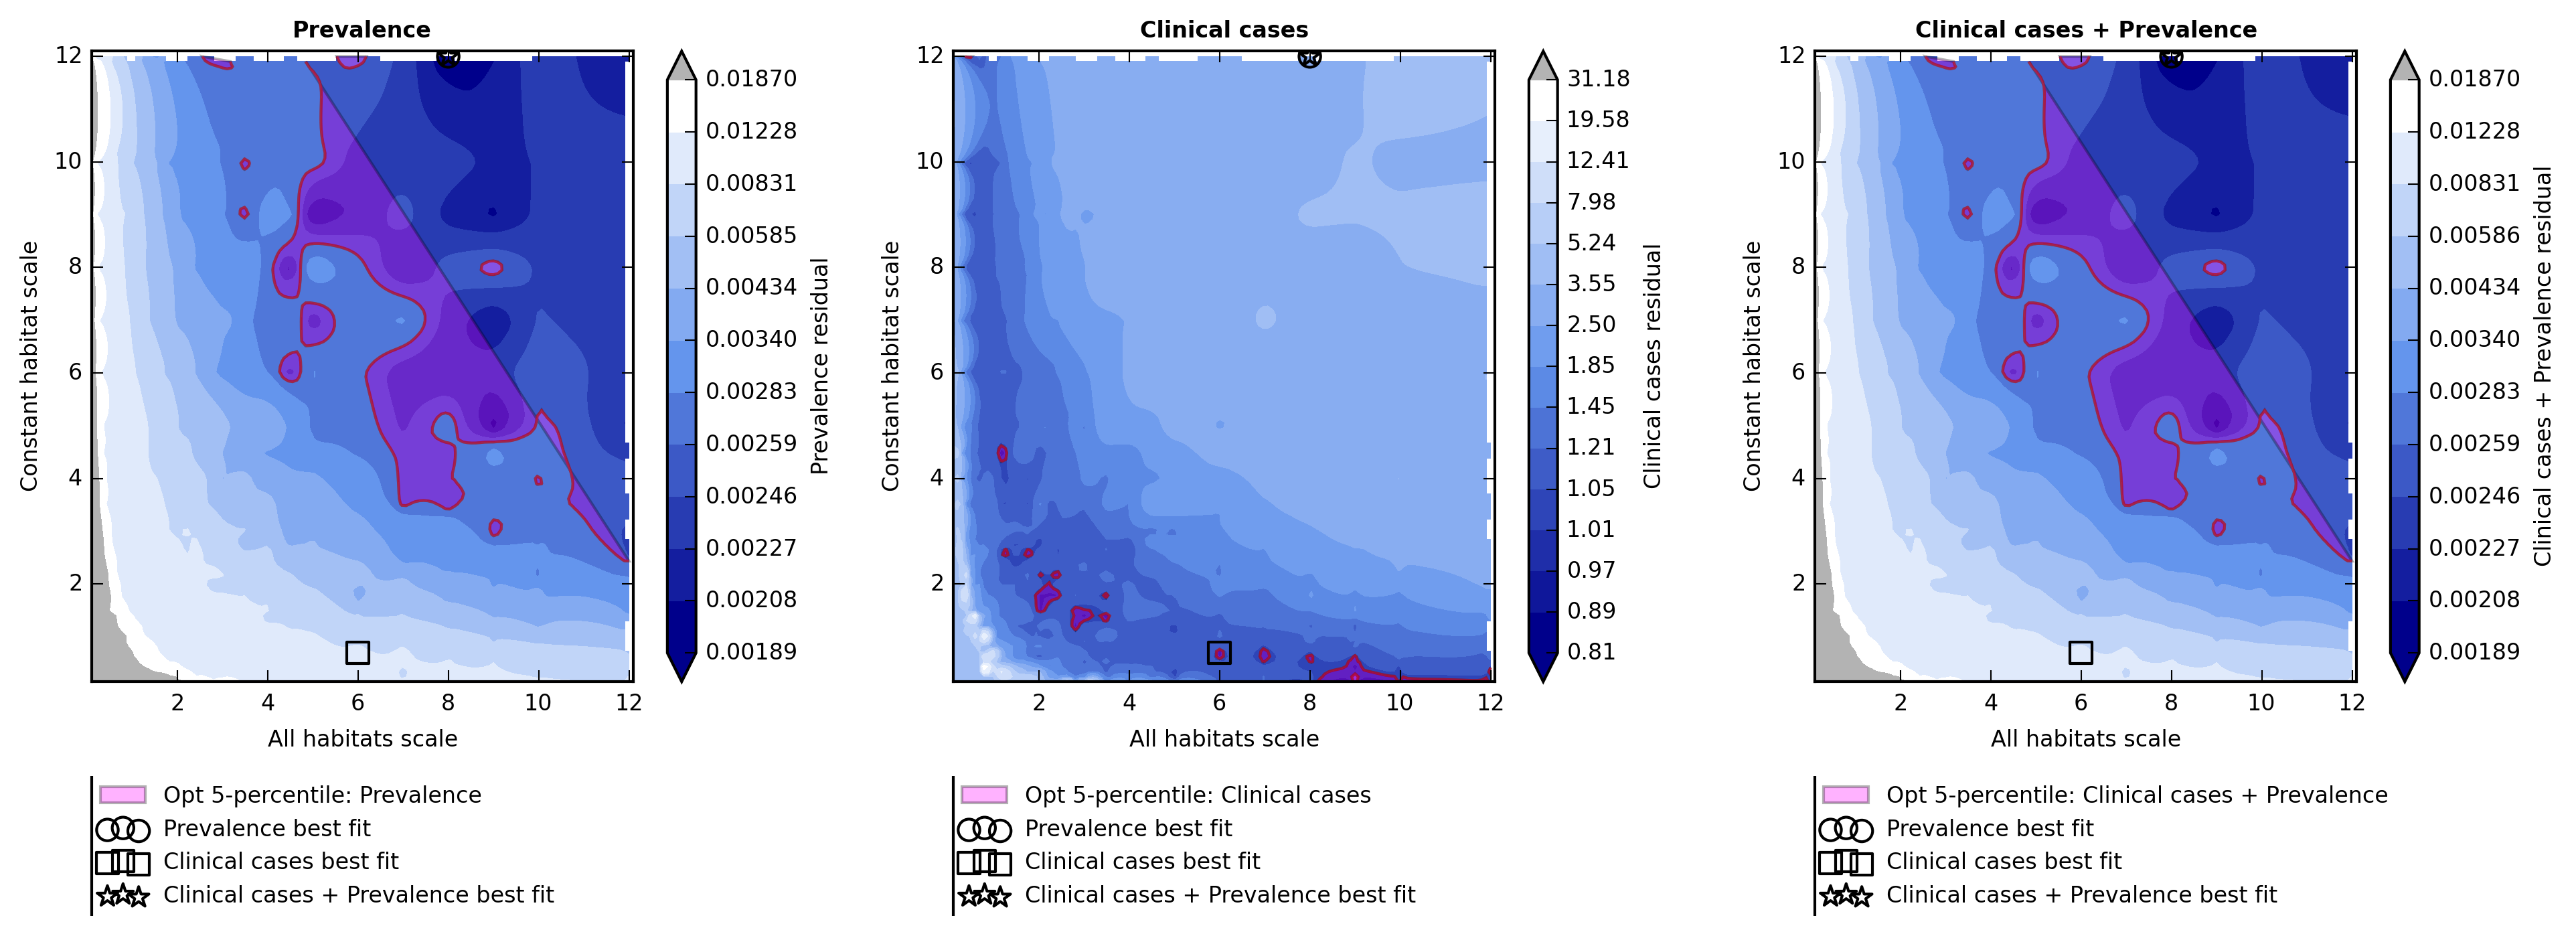 Prevalence
12
10
8
6
4
2
2 4 6 8 10 12
Constant habitat scale
All habitats scale
0.01870
0.01228
0.00831
0.00585
0.00434
0.00340
0.00283
0.00259
0.00246
0.00227
0.00208
0.00189
Prevalence residual
Opt 5-percentile: Prevalence
Prevalence best fit
Clinical cases best fit
Clinical cases + Prevalence best fit
Clinical cases
12
10
8
6
4
2
2 4 6 8 10 12
Constant habitat scale
All habitats scale
31.18
19.58
12.41
7.98
5.24
3.55
2.50
1.85
1.45
1.21
1.05
1.01
0.97
0.89
0.81
Clinical cases residual
Opt 5-percentile: Clinical cases
Prevalence best fit
Clinical cases best fit
Clinical cases + Prevalence best fit
Clinical cases + Prevalence
12
10
8
6
4
2
2 4 6 8 10 12
Constant habitat scale
All habitats scale
0.01870
0.01228
0.00831
0.00586
0.00434
0.00340
0.00283
0.00259
0.00246
0.00227
0.00208
0.00189
Clinical cases + Prevalence residual
Opt 5-percentile: Clinical cases + Prevalence
Prevalence best fit
Clinical cases best fit
Clinical cases + Prevalence best fit